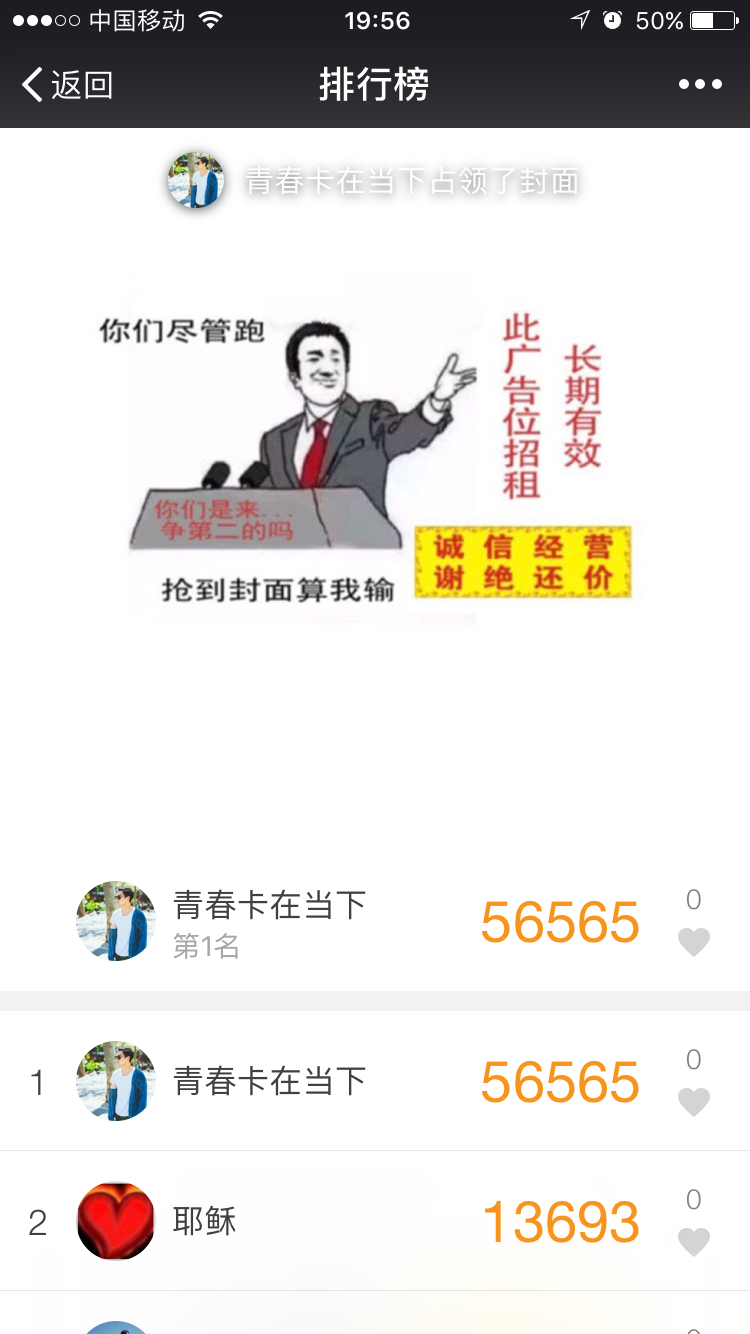 中国移动
19:56
50%
返回
排行榜
青春卡在当下占领了封面
你们尽管跑
此广告位招租
长期有效
你们是来...
争第二的吗
诚信经营
谢绝还价
抢到封面算我输
青春卡在当下
第1名
56565
0
1
青春卡在当下
56565
0
2
耶稣
13693
0